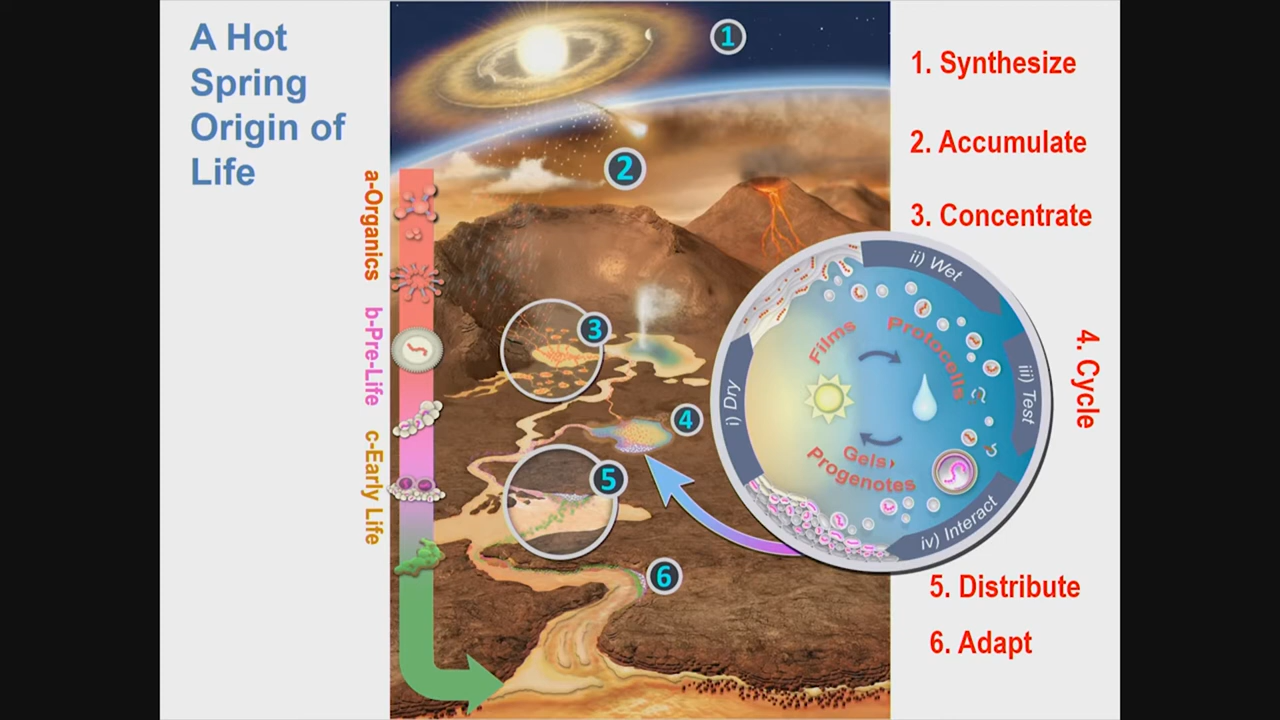 A Hot
Spring
Origin of
Life
a-Organics
b-Pre-Life
c-Early Life
1
2
3
4
5
6
1. Synthesize
2. Accumulate
3. Concentrate
4. Cycle
i) Dry
ii) Wet
iii) Test
iv) Interact
Films
Protocells
Gels,
Progenotes
5. Distribute
6. Adapt